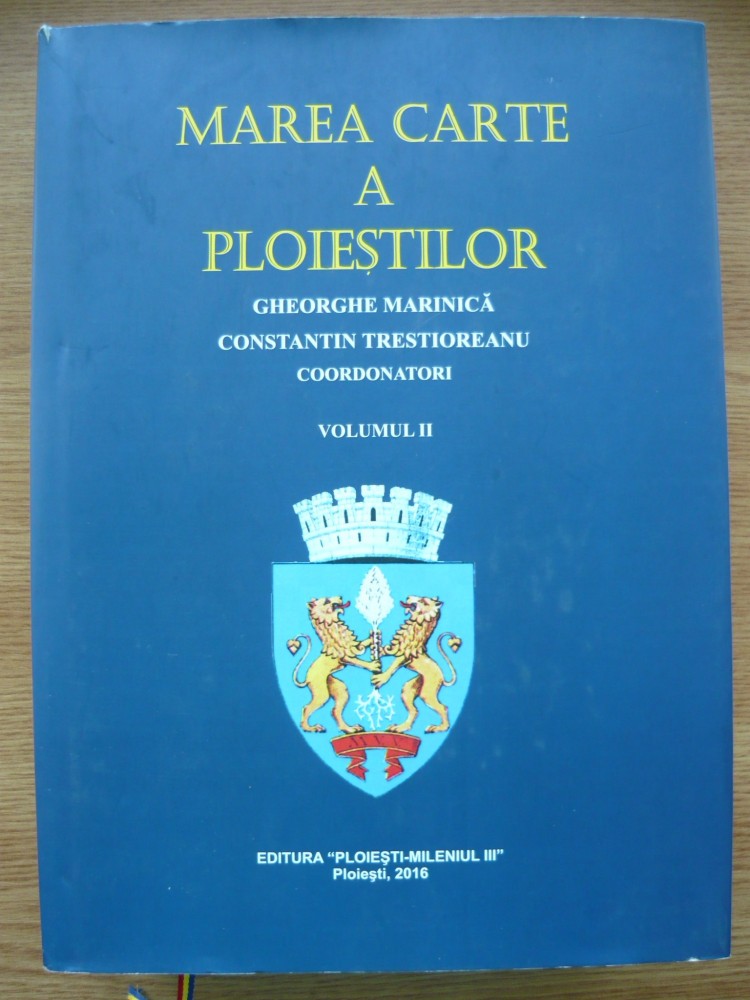 MAREA CARTE
A
PLOIEȘTILOR
GHEORGHE MARINICĂ
CONSTANTIN TRESTIOREANU
COORDONATORI
VOLUMUL II
EDITURA “PLOIEȘTI-MILENIUL III”
Ploiești, 2016